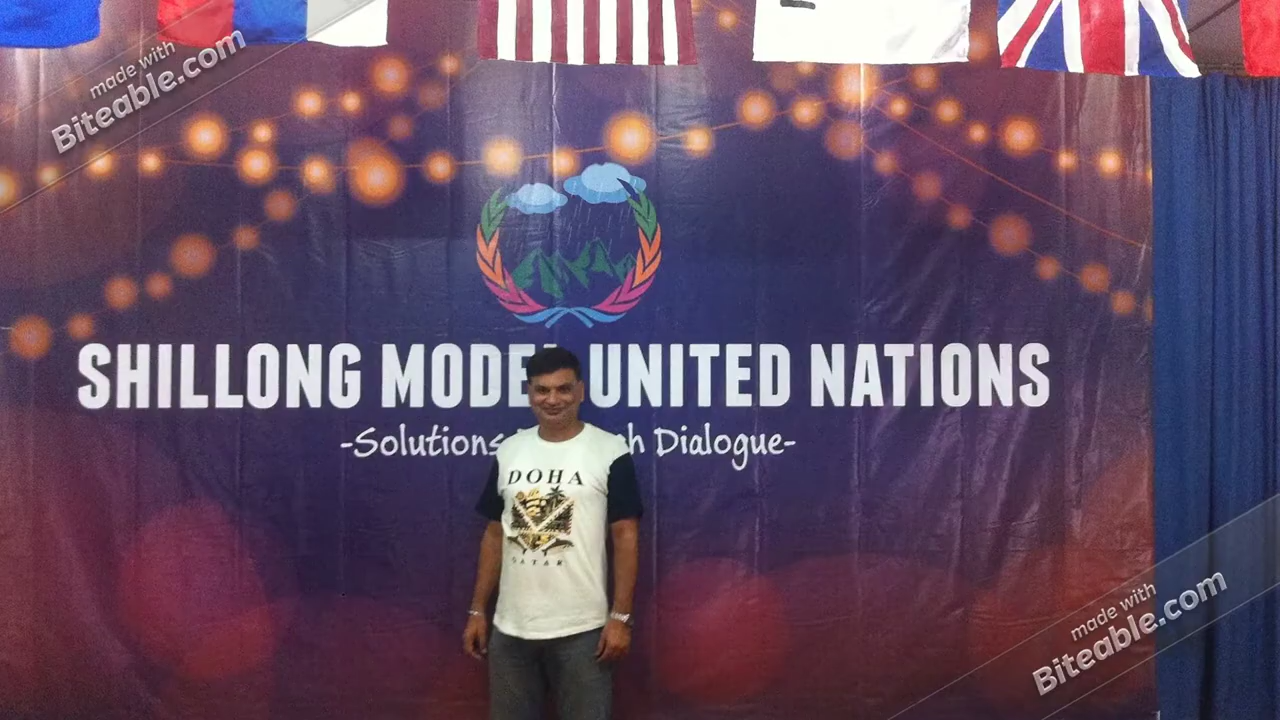 made with
Biteable.com
SHILLONG MODE UNITED NATIONS
-Solutions h Dialogue-
DOHA
QATAR
made with
Biteable.com